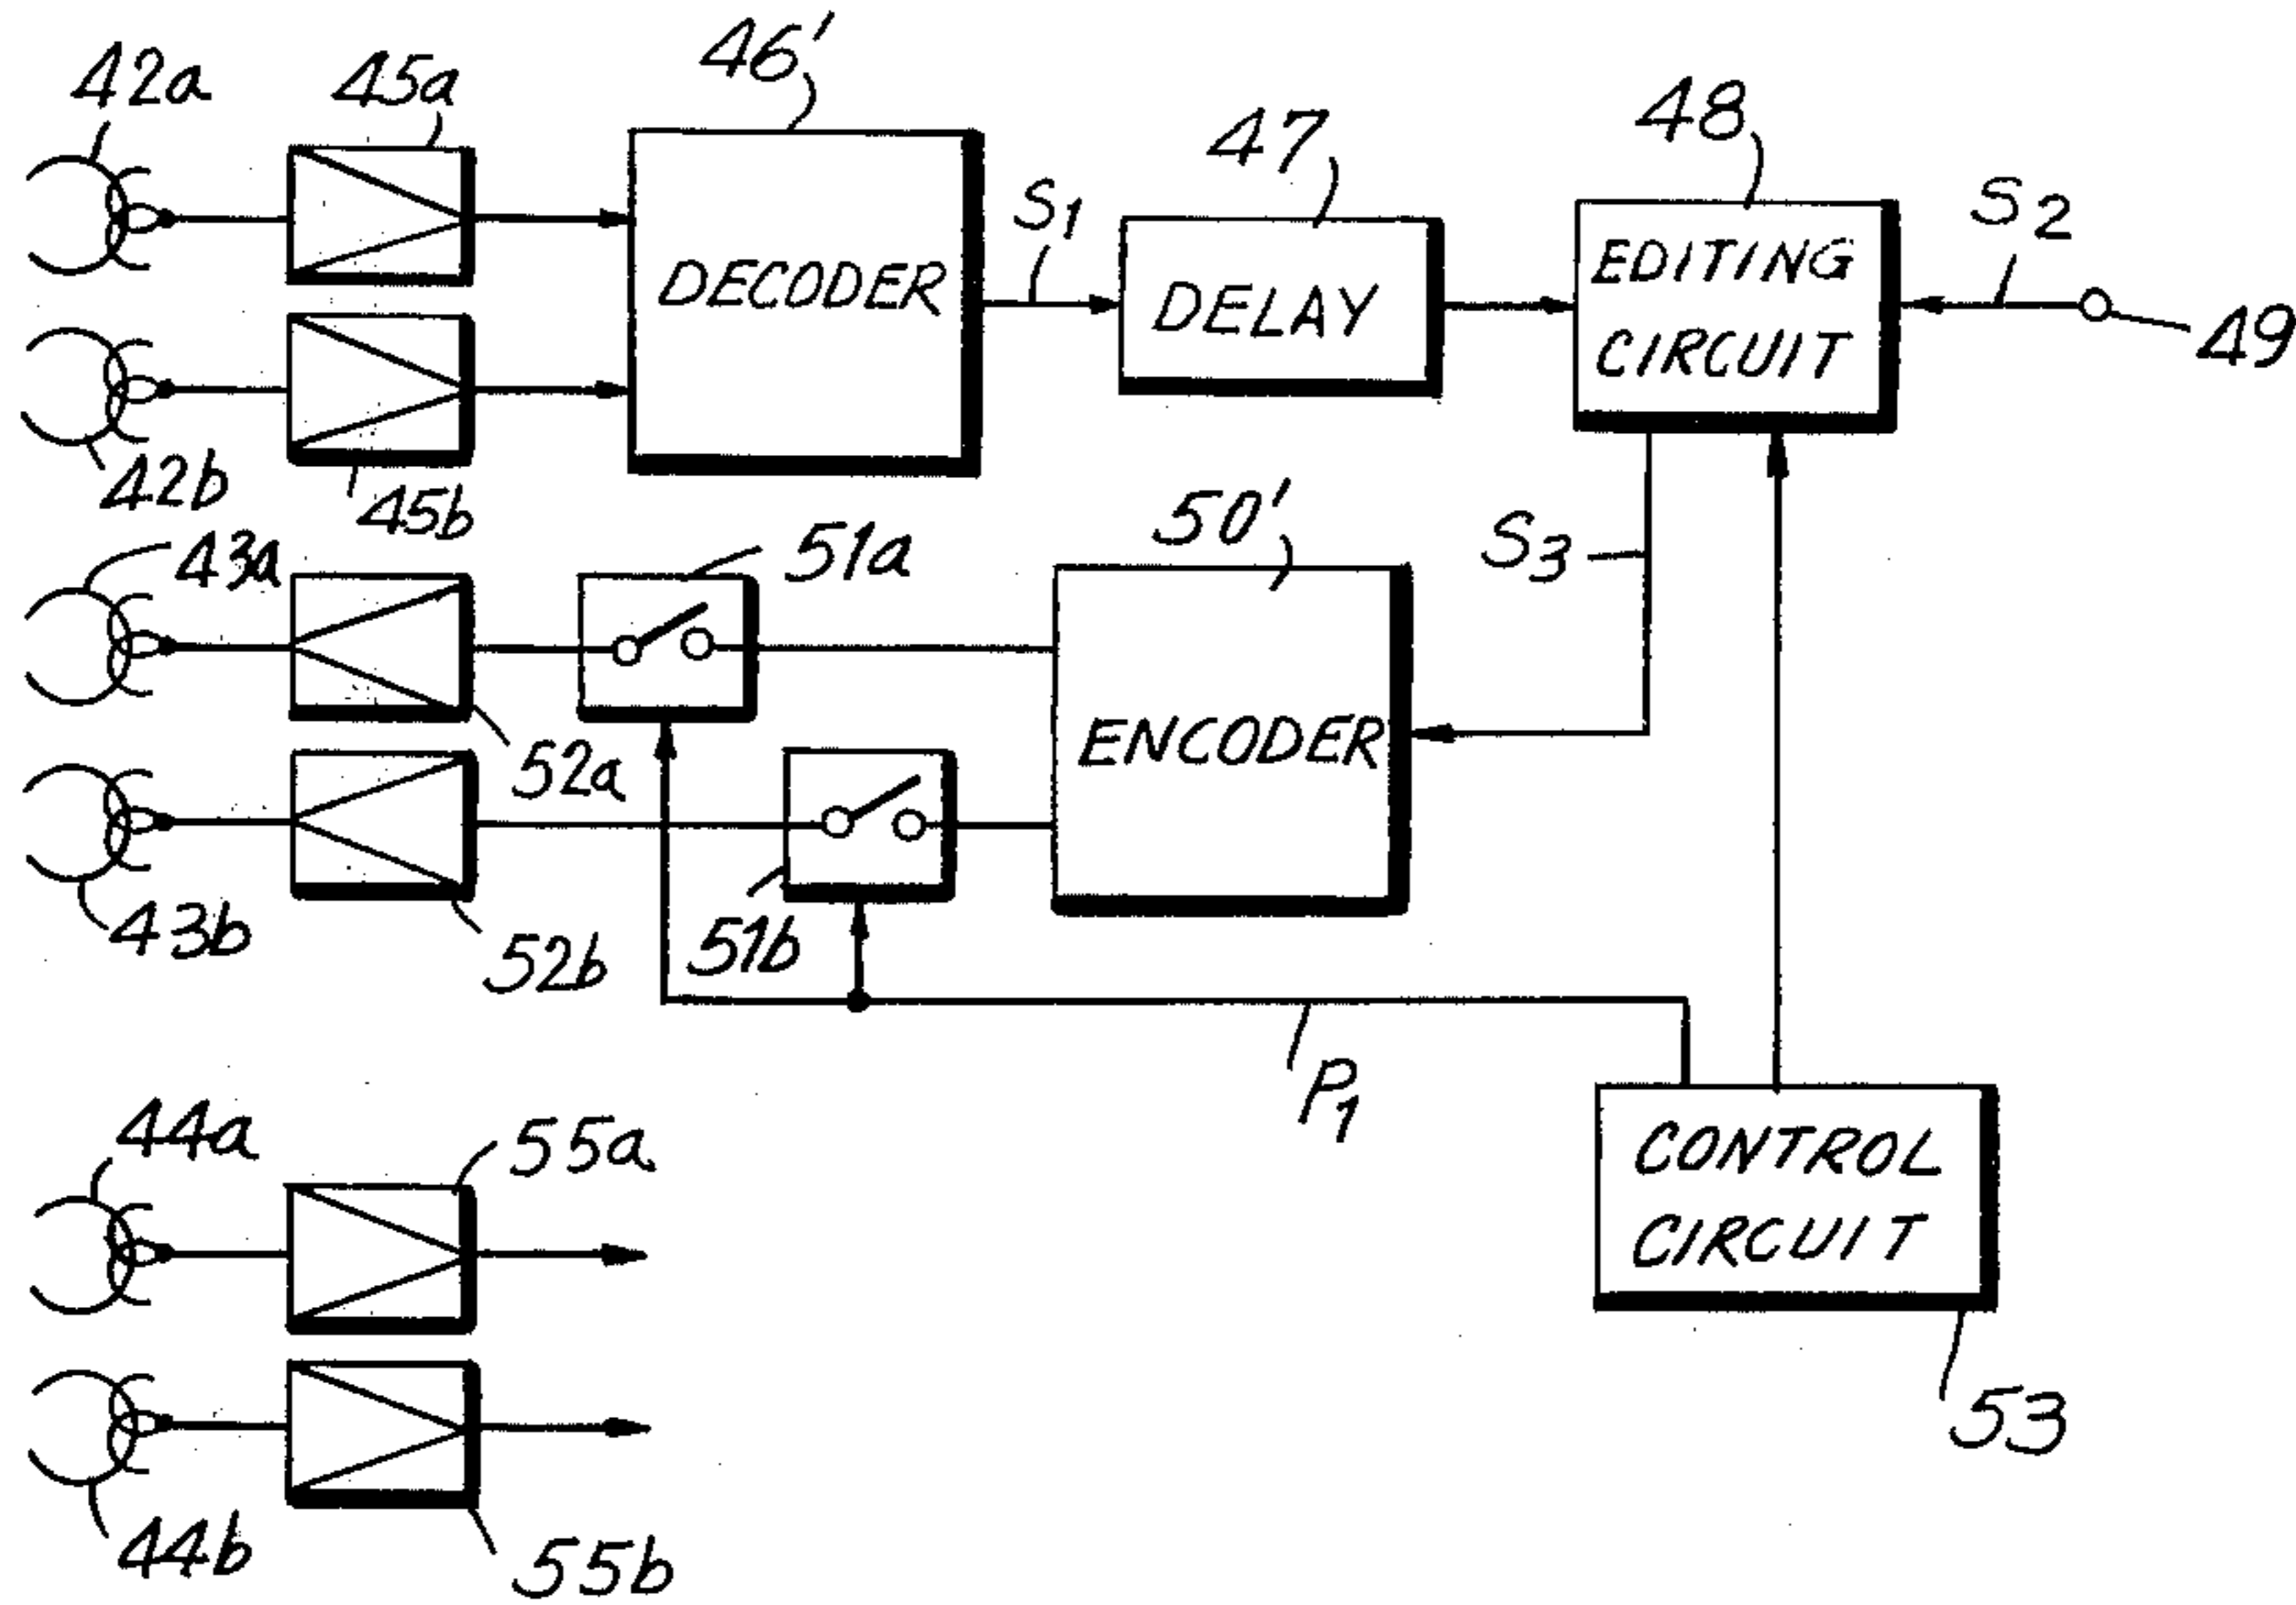 42a
45a
46'
47
48
S1
S2
DECODER
DELAY
EDITING
CIRCUIT
49
42b
45b
43a
51a
50'
S3
52a
ENCODER
43b
52b
51b
P1
44a
55a
CONTROL
CIRCUIT
53
44b
55b